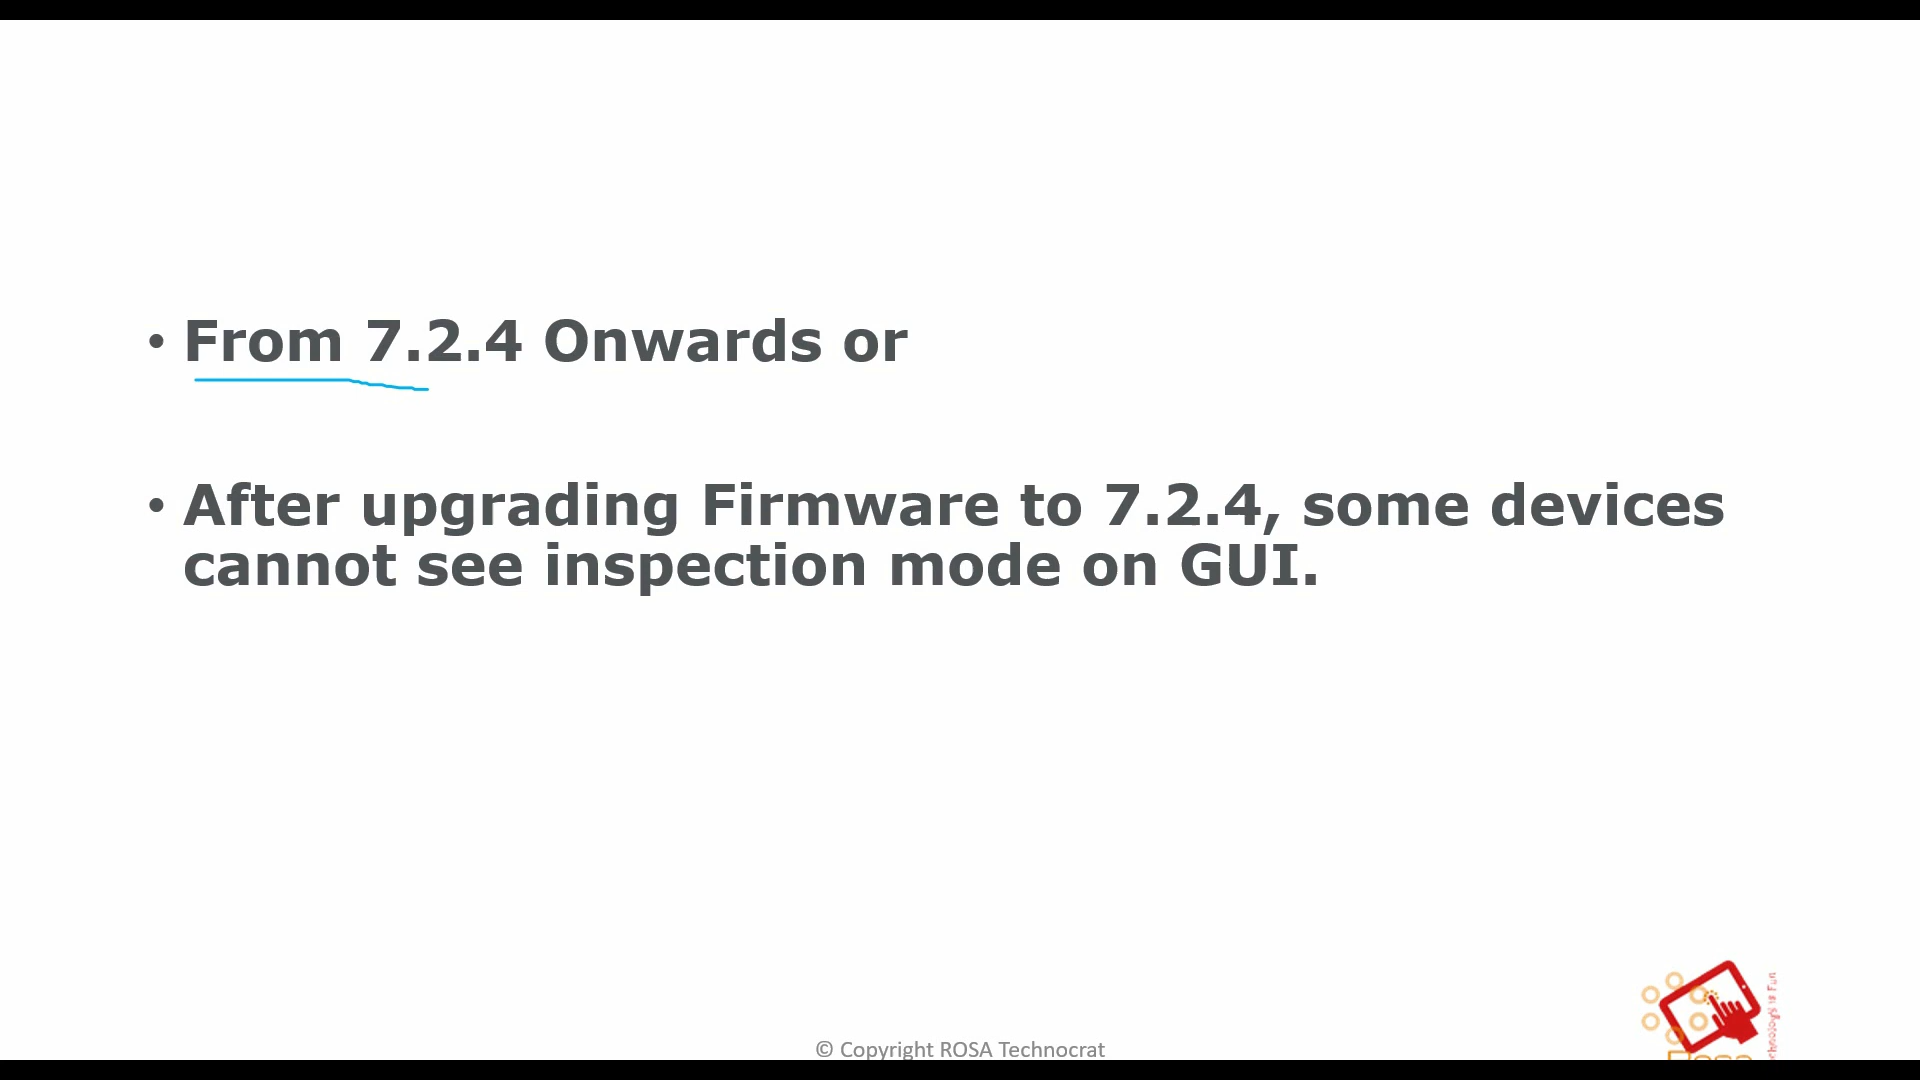 • From 7.2.4 Onwards or
• After upgrading Firmware to 7.2.4, some devices
cannot see inspection mode on GUI.
© Copyright ROSA Technocrat